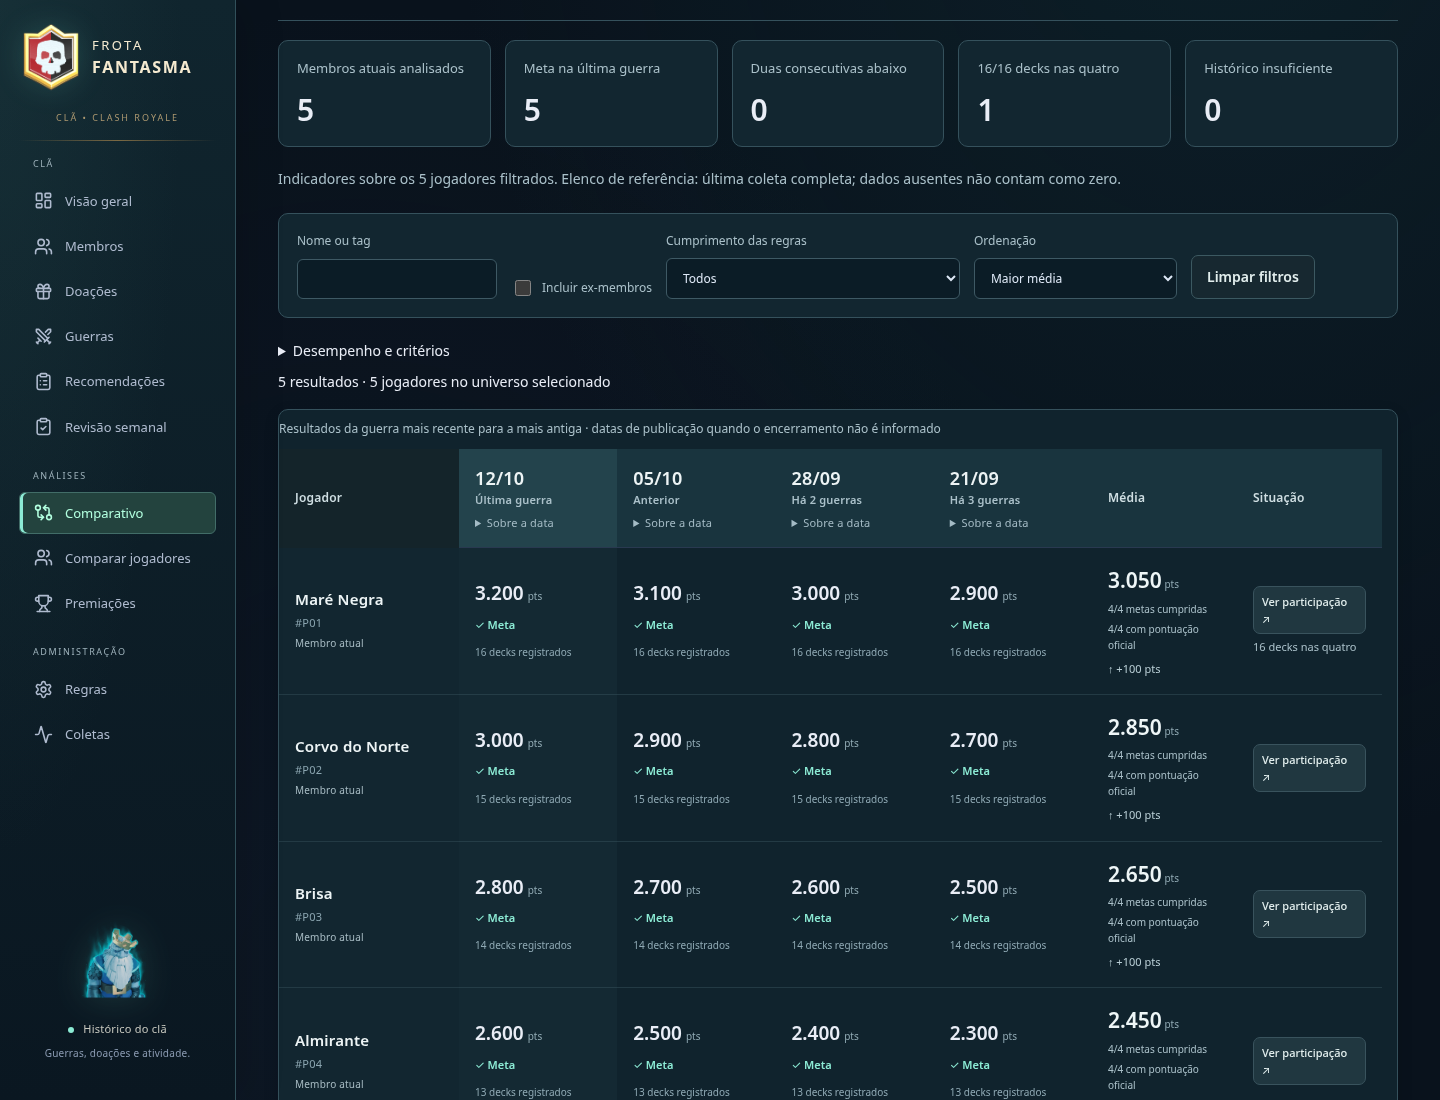 FROTA
FANTASMA
CLÃ • CLASH ROYALE
CLÃ
Visão geral
Membros
Doações
Guerras
Recomendações
Revisão semanal
ANÁLISES
Comparativo
Comparar jogadores
Premiações
ADMINISTRAÇÃO
Regras
Coletas
Histórico do clã
Guerras, doações e atividade.
Membros atuais analisados
5
Meta na última guerra
5
Duas consecutivas abaixo
0
16/16 decks nas quatro
1
Histórico insuficiente
0
Indicadores sobre os 5 jogadores filtrados. Elenco de referência: última coleta completa; dados ausentes não contam como zero.
Nome ou tag
Incluir ex-membros
Cumprimento das regras
Todos
Ordenação
Maior média
Limpar filtros
▶ Desempenho e critérios
5 resultados · 5 jogadores no universo selecionado
Resultados da guerra mais recente para a mais antiga · datas de publicação quando o encerramento não é informado
Jogador
12/10
Última guerra
▶ Sobre a data
05/10
Anterior
▶ Sobre a data
28/09
Há 2 guerras
▶ Sobre a data
21/09
Há 3 guerras
▶ Sobre a data
Média
Situação
Maré Negra
#P01
Membro atual
3.200 pts
✓ Meta
16 decks registrados
3.100 pts
✓ Meta
16 decks registrados
3.000 pts
✓ Meta
16 decks registrados
2.900 pts
✓ Meta
16 decks registrados
3.050 pts
4/4 metas cumpridas
4/4 com pontuação
oficial
↑ +100 pts
Ver participação
↗
16 decks nas quatro
Corvo do Norte
#P02
Membro atual
3.000 pts
✓ Meta
15 decks registrados
2.900 pts
✓ Meta
15 decks registrados
2.800 pts
✓ Meta
15 decks registrados
2.700 pts
✓ Meta
15 decks registrados
2.850 pts
4/4 metas cumpridas
4/4 com pontuação
oficial
↑ +100 pts
Ver participação
↗
Brisa
#P03
Membro atual
2.800 pts
✓ Meta
14 decks registrados
2.700 pts
✓ Meta
14 decks registrados
2.600 pts
✓ Meta
14 decks registrados
2.500 pts
✓ Meta
14 decks registrados
2.650 pts
4/4 metas cumpridas
4/4 com pontuação
oficial
↑ +100 pts
Ver participação
↗
Almirante
#P04
Membro atual
2.600 pts
✓ Meta
13 decks registrados
2.500 pts
✓ Meta
13 decks registrados
2.400 pts
✓ Meta
13 decks registrados
2.300 pts
✓ Meta
13 decks registrados
2.450 pts
4/4 metas cumpridas
4/4 com pontuação
oficial
Ver participação
↗